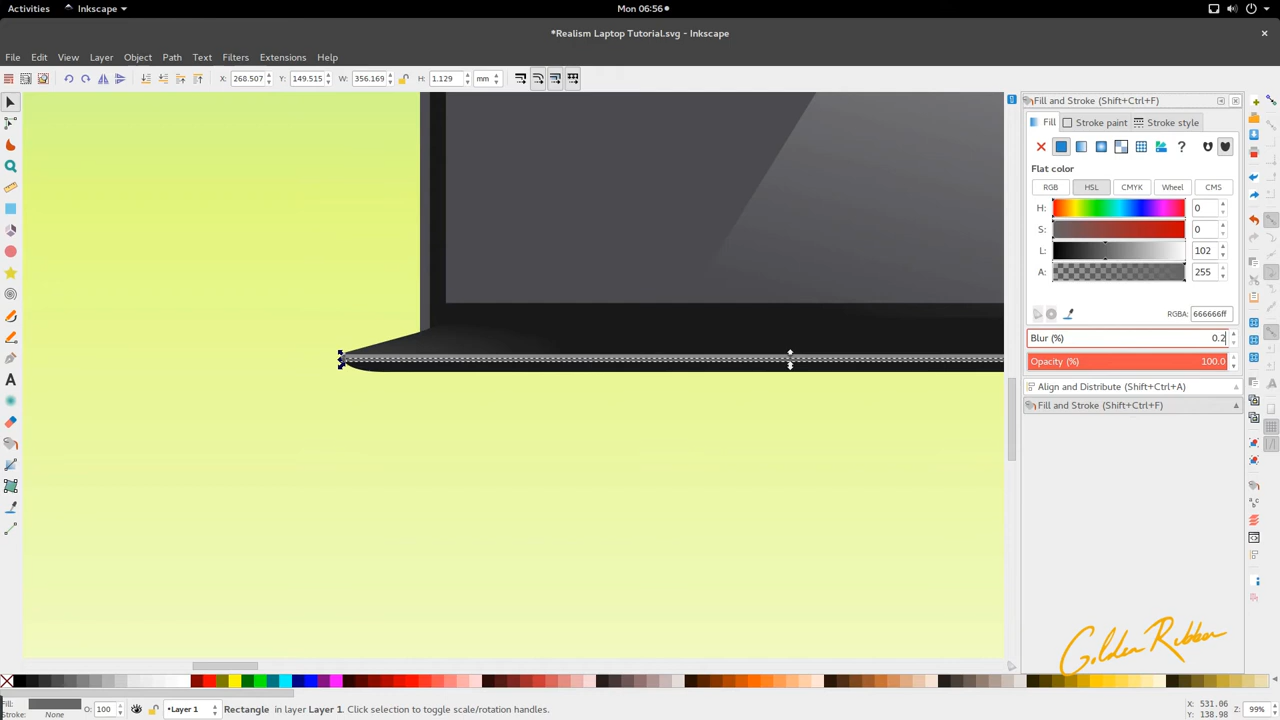 Activities
Inkscape
Mon 06:56
*Realism Laptop Tutorial.svg - Inkscape
File Edit View Layer Object Path Text Filters Extensions Help
X: 268.507 Y: 149.515 W: 356.169 H: 1.129 mm
Fill and Stroke (Shift+Ctrl+F)
Fill Stroke paint Stroke style
Flat color
RGB HSL CMYK Wheel CMS
H: 0
S: 0
L: 102
A: 255
RGBA: 666666ff
Blur (%) 0.2
Opacity (%) 100.0
Align and Distribute (Shift+Ctrl+A)
Fill and Stroke (Shift+Ctrl+F)
Golden Ribbon
Fill:
Stroke: None
O: 100
•Layer 1
Rectangle in layer Layer 1. Click selection to toggle scale/rotation handles.
X: 531.06
Y: 138.98
Z: 99%